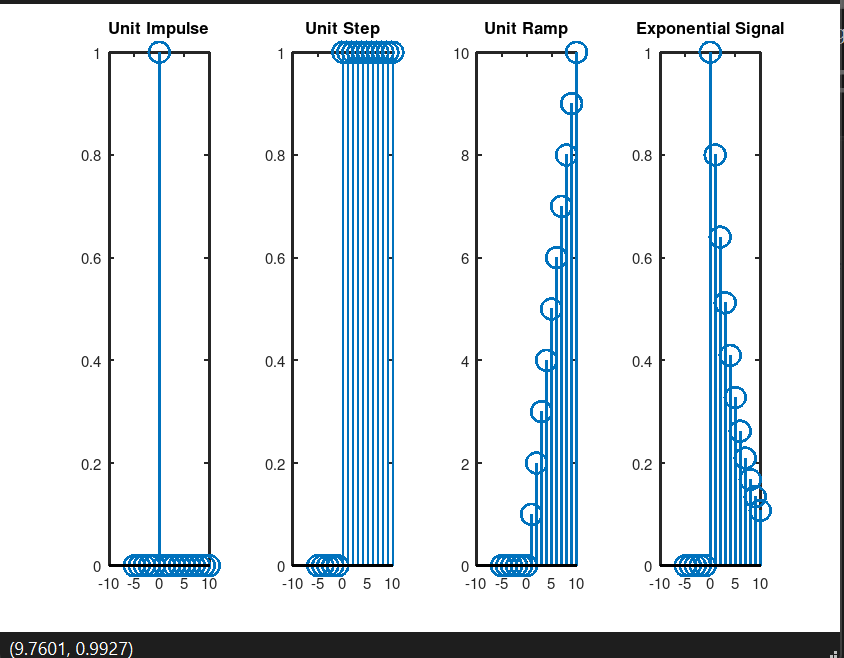 Unit Impulse Unit Step Unit Ramp Exponential Signal
1 1 10 1
0.8 0.8 8 0.8
0.6 0.6 6 0.6
0.4 0.4 4 0.4
0.2 0.2 2 0.2
0 0 0 0
-10 -5 0 5 10 -10 -5 0 5 10 -10 -5 0 5 10 -10 -5 0 5 10
(9.7601, 0.9927)